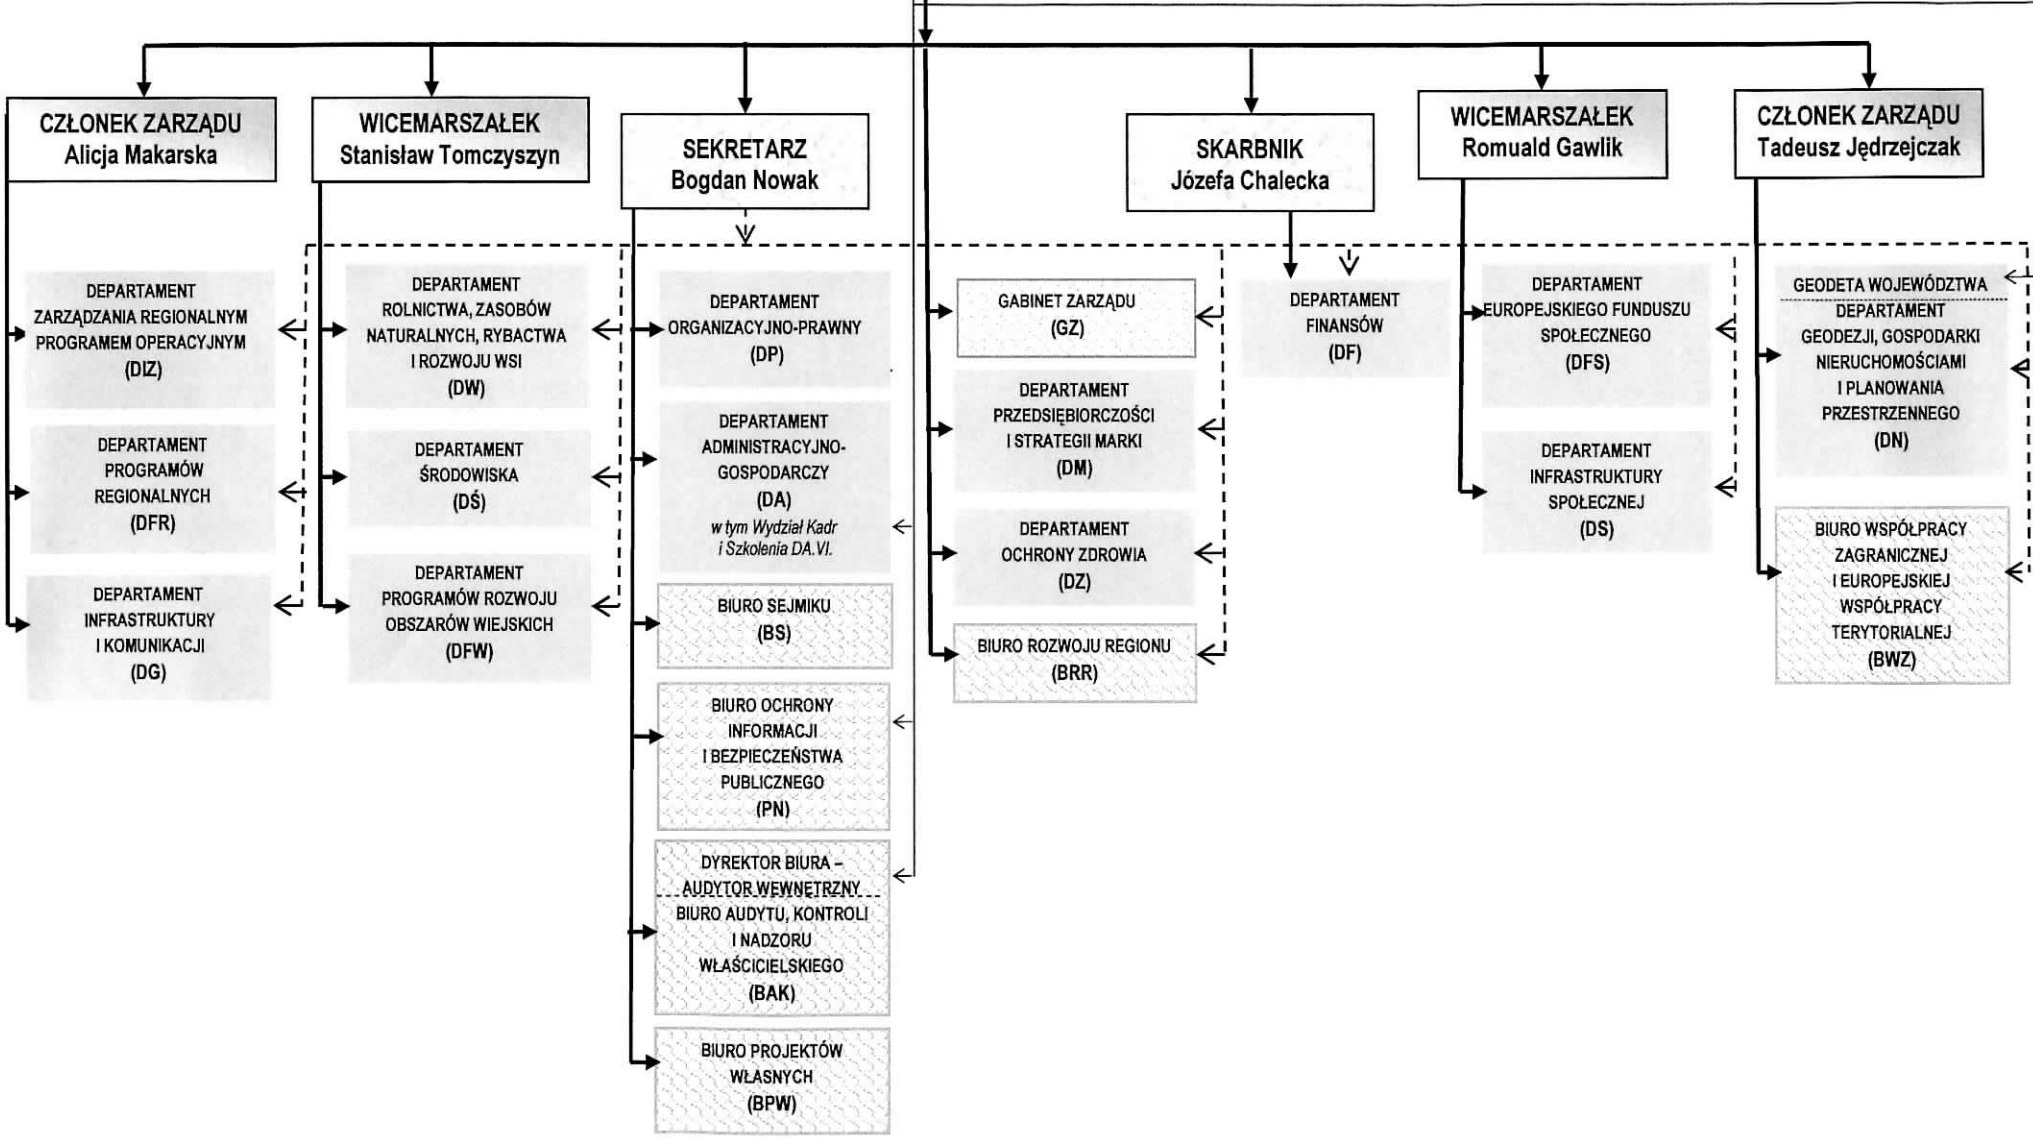 CZŁONEK ZARZĄDU
Alicja Makarska
WICEMARSZAŁEK
Stanisław Tomczyszyn
SEKRETARZ
Bogdan Nowak
SKARBNIK
Józefa Chalecka
WICEMARSZAŁEK
Romuald Gawlik
CZŁONEK ZARZĄDU
Tadeusz Jędrzejczak
DEPARTAMENT
ZARZĄDZANIA REGIONALNYM
PROGRAMEM OPERACYJNYM
(DIZ)
DEPARTAMENT
PROGRAMÓW
REGIONALNYCH
(DFR)
DEPARTAMENT
INFRASTRUKTURY
I KOMUNIKACJI
(DG)
DEPARTAMENT
ROLNICTWA, ZASOBÓW
NATURALNYCH, RYBACTWA
I ROZWOJU WSI
(DW)
DEPARTAMENT
ŚRODOWISKA
(DŚ)
DEPARTAMENT
PROGRAMÓW ROZWOJU
OBSZARÓW WIEJSKICH
(DFW)
DEPARTAMENT
ORGANIZACYJNO-PRAWNY
(DP)
DEPARTAMENT
ADMINISTRACYJNO-
GOSPODARCZY
(DA)
w tym Wydział Kadr
i Szkolenia DA.VI.
BIURO SEJMIKU
(BS)
BIURO OCHRONY
INFORMACJI
I BEZPIECZEŃSTWA
PUBLICZNEGO
(PN)
DYREKTOR BIURA –
AUDYTOR WEWNĘTRZNY
BIURO AUDYTU, KONTROLI
I NADZORU
WŁAŚCICIELSKIEGO
(BAK)
BIURO PROJEKTÓW
WŁASNYCH
(BPW)
GABINET ZARZĄDU
(GZ)
DEPARTAMENT
PRZEDSIĘBIORCZOŚCI
I STRATEGII MARKI
(DM)
DEPARTAMENT
OCHRONY ZDROWIA
(DZ)
BIURO ROZWOJU REGIONU
(BRR)
DEPARTAMENT
FINANSÓW
(DF)
DEPARTAMENT
EUROPEJSKIEGO FUNDUSZU
SPOŁECZNEGO
(DFS)
DEPARTAMENT
INFRASTRUKTURY
SPOŁECZNEJ
(DS)
GEODETA WOJEWÓDZTWA
DEPARTAMENT
GEODEZJI, GOSPODARKI
NIERUCHOMOŚCIAMI
I PLANOWANIA
PRZESTRZENNEGO
(DN)
BIURO WSPÓŁPRACY
ZAGRANICZNEJ
I EUROPEJSKIEJ
WSPÓŁPRACY
TERYTORIALNEJ
(BWZ)